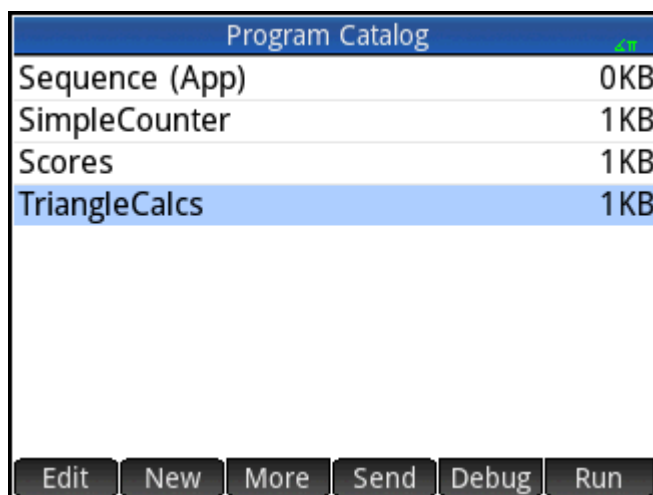 Program Catalog
∠π
Sequence (App) 0KB
SimpleCounter 1KB
Scores 1KB
TriangleCalcs 1KB
Edit New More Send Debug Run